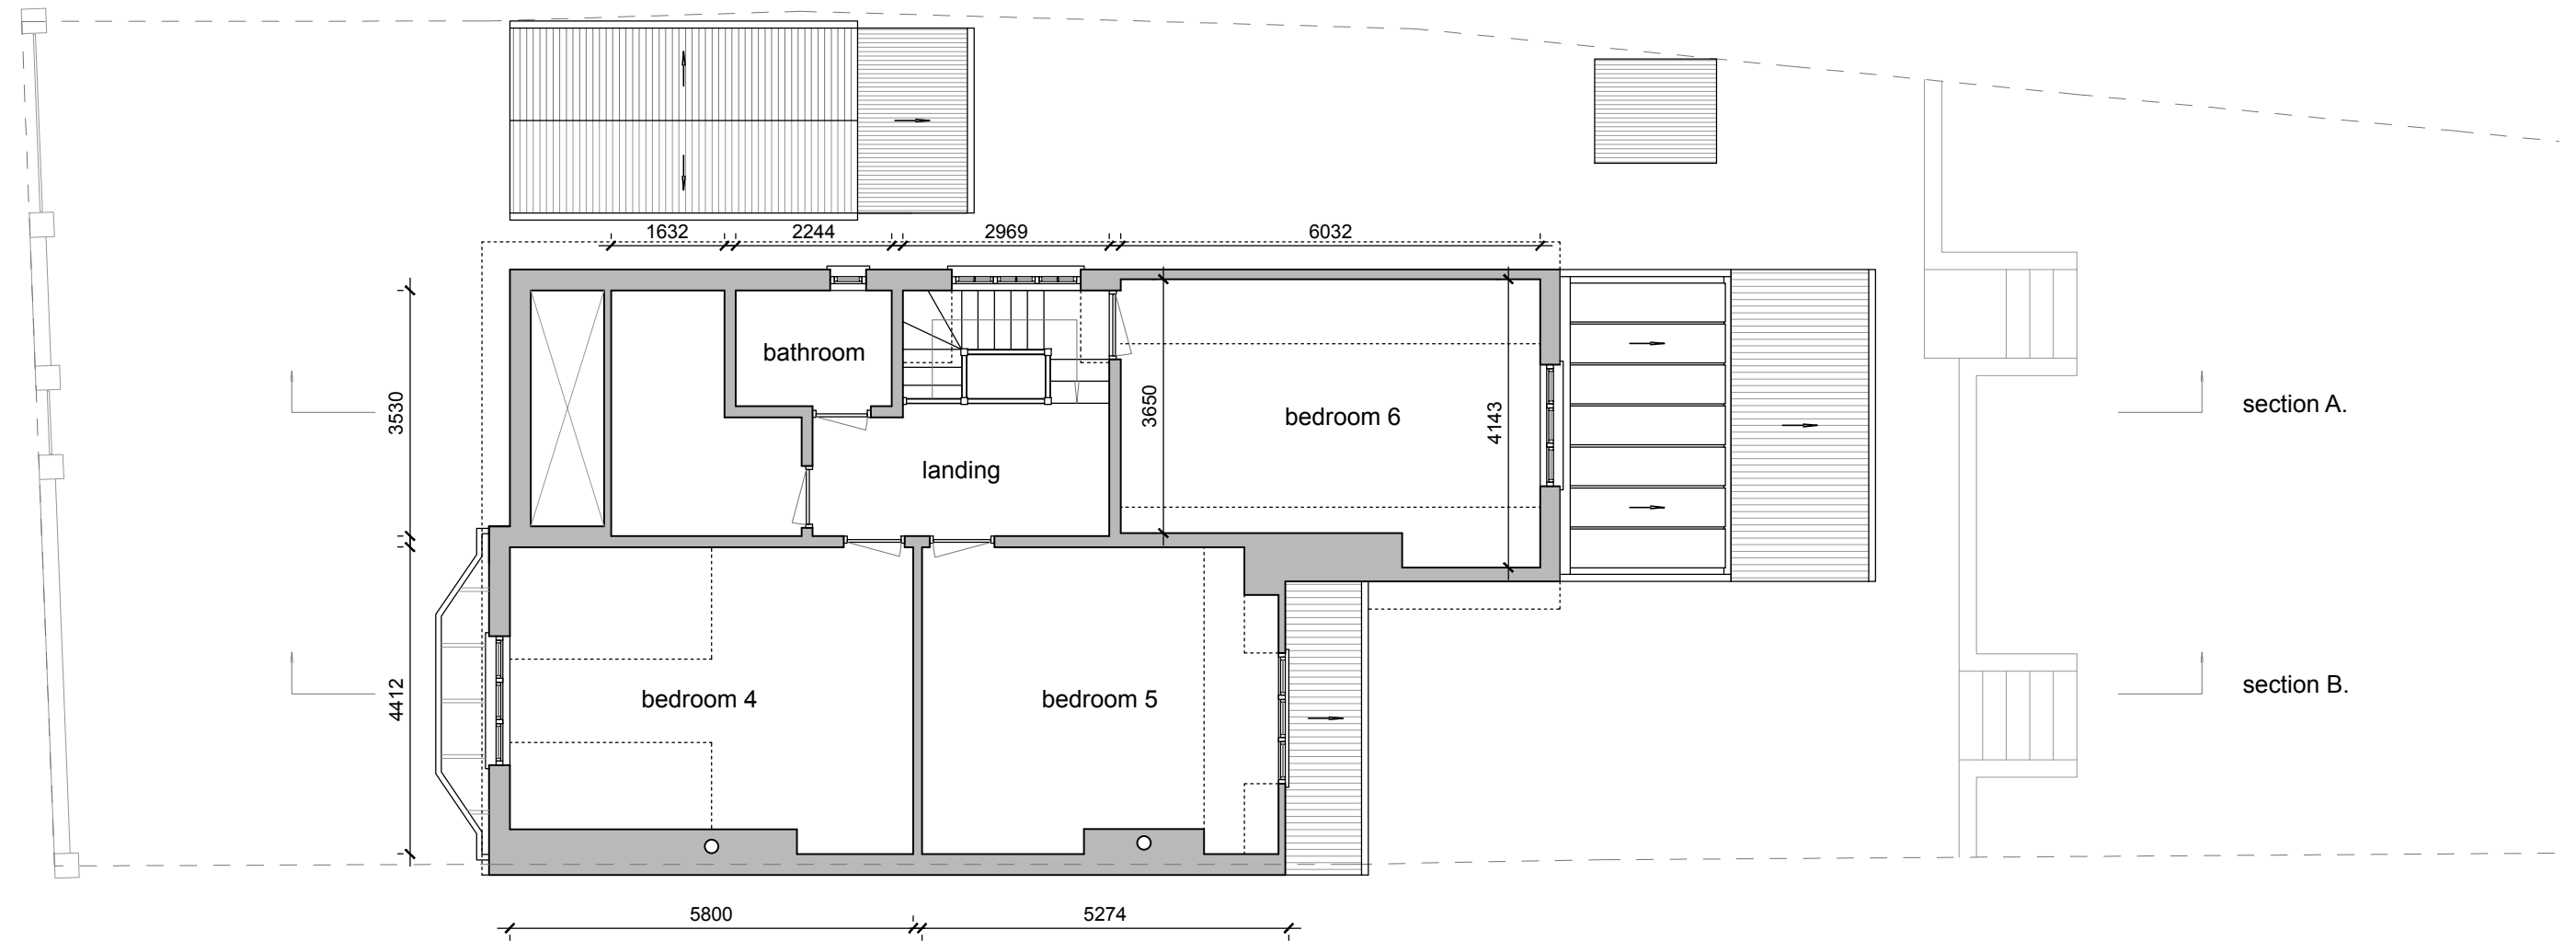 1632
2244
2969
6032
bathroom
3530
3650
4143
bedroom 6
section A.
landing
4412
bedroom 4
bedroom 5
section B.
5800
5274